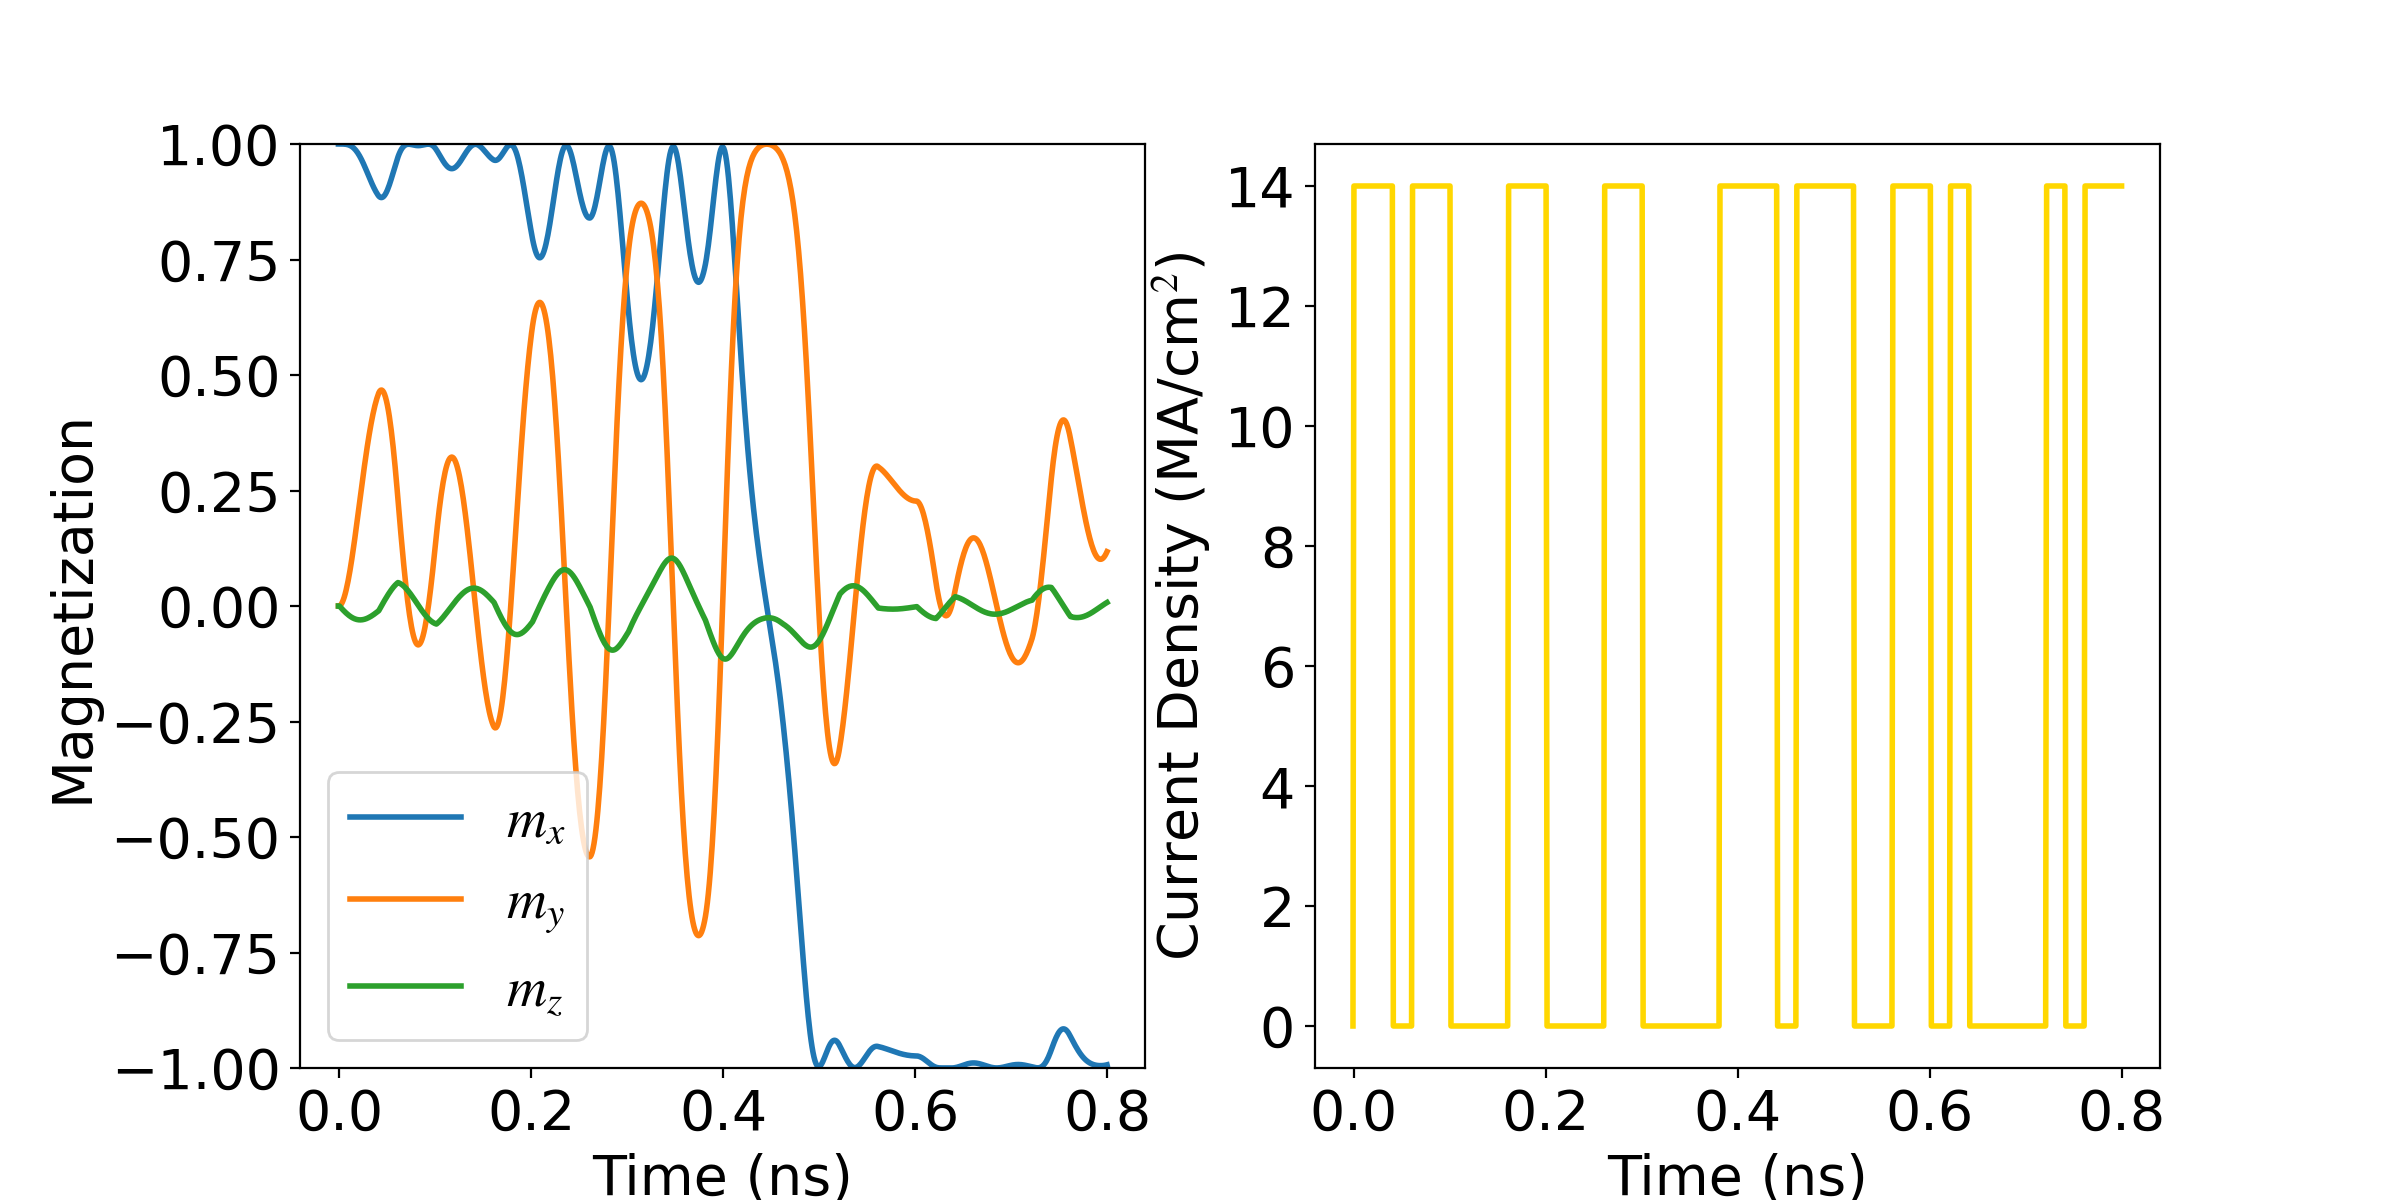 Magnetization
1.00
0.75
0.50
0.25
0.00
−0.25
−0.50
−0.75
−1.00
m_x
m_y
m_z
0.0 0.2 0.4 0.6 0.8
Time (ns)
Current Density (MA/cm²)
14
12
10
8
6
4
2
0
0.0 0.2 0.4 0.6 0.8
Time (ns)